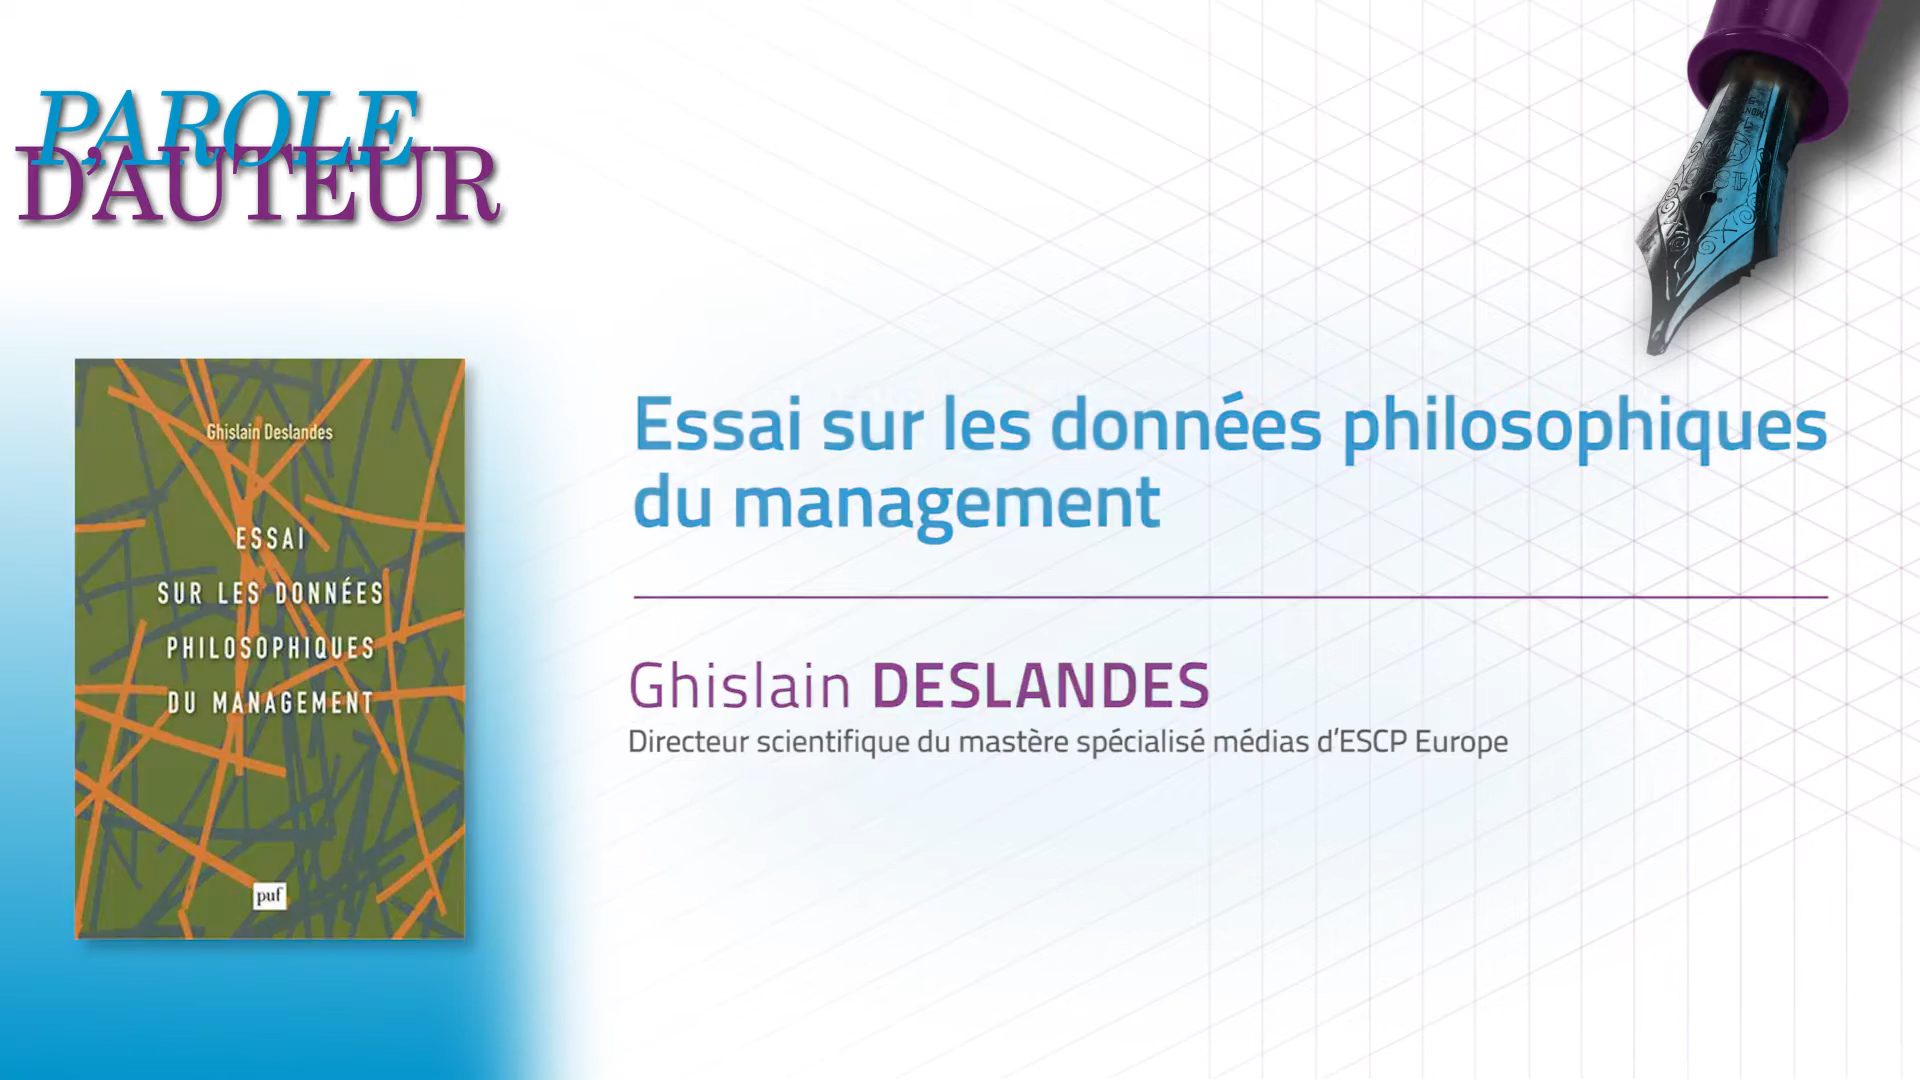 PAROLE
D'AUTEUR
Ghislain Deslandes
ESSAI
SUR LES DONNÉES
PHILOSOPHIQUES
DU MANAGEMENT
puf
Essai sur les données philosophiques
du management
Ghislain DESLANDES
Directeur scientifique du mastère spécialisé médias d'ESCP Europe